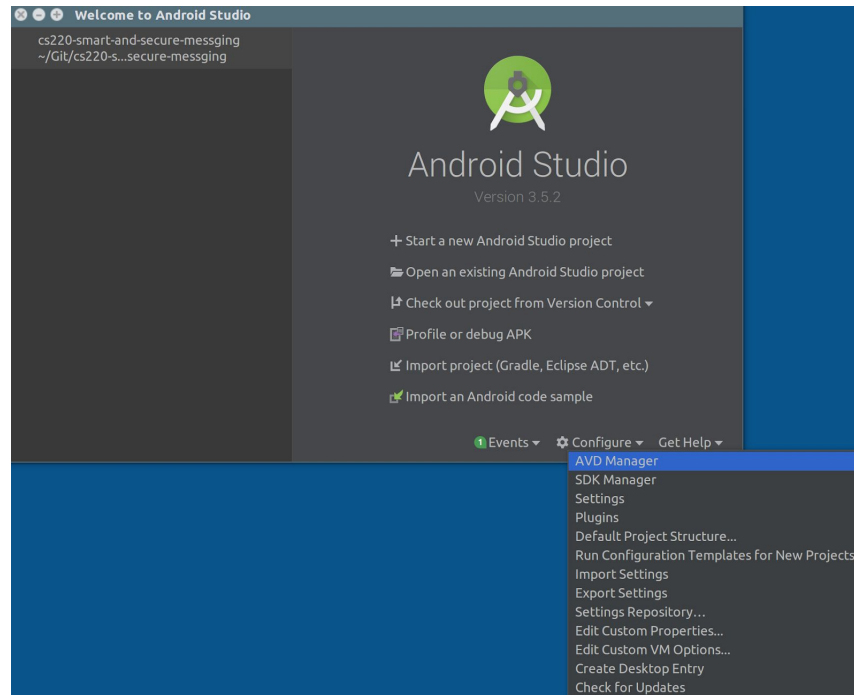 Welcome to Android Studio
cs220-smart-and-secure-messging
~/Git/cs220-s...secure-messging
Android Studio
Version 3.5.2
Start a new Android Studio project
Open an existing Android Studio project
Check out project from Version Control
Profile or debug APK
Import project (Gradle, Eclipse ADT, etc.)
Import an Android code sample
1 Events Configure Get Help
AVD Manager
SDK Manager
Settings
Plugins
Default Project Structure...
Run Configuration Templates for New Projects
Import Settings
Export Settings
Settings Repository...
Edit Custom Properties...
Edit Custom VM Options...
Create Desktop Entry
Check for Updates